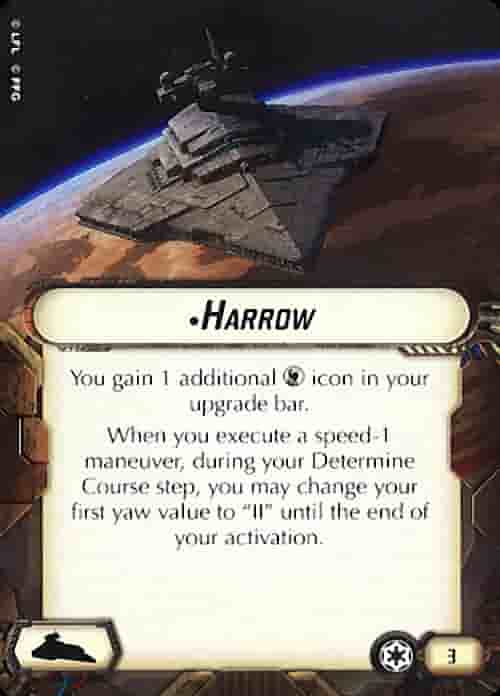 © LFL © FFG
•HARROW
You gain 1 additional icon in your
upgrade bar.
When you execute a speed-1
maneuver, during your Determine
Course step, you may change your
first yaw value to “II” until the end of
your activation.
3